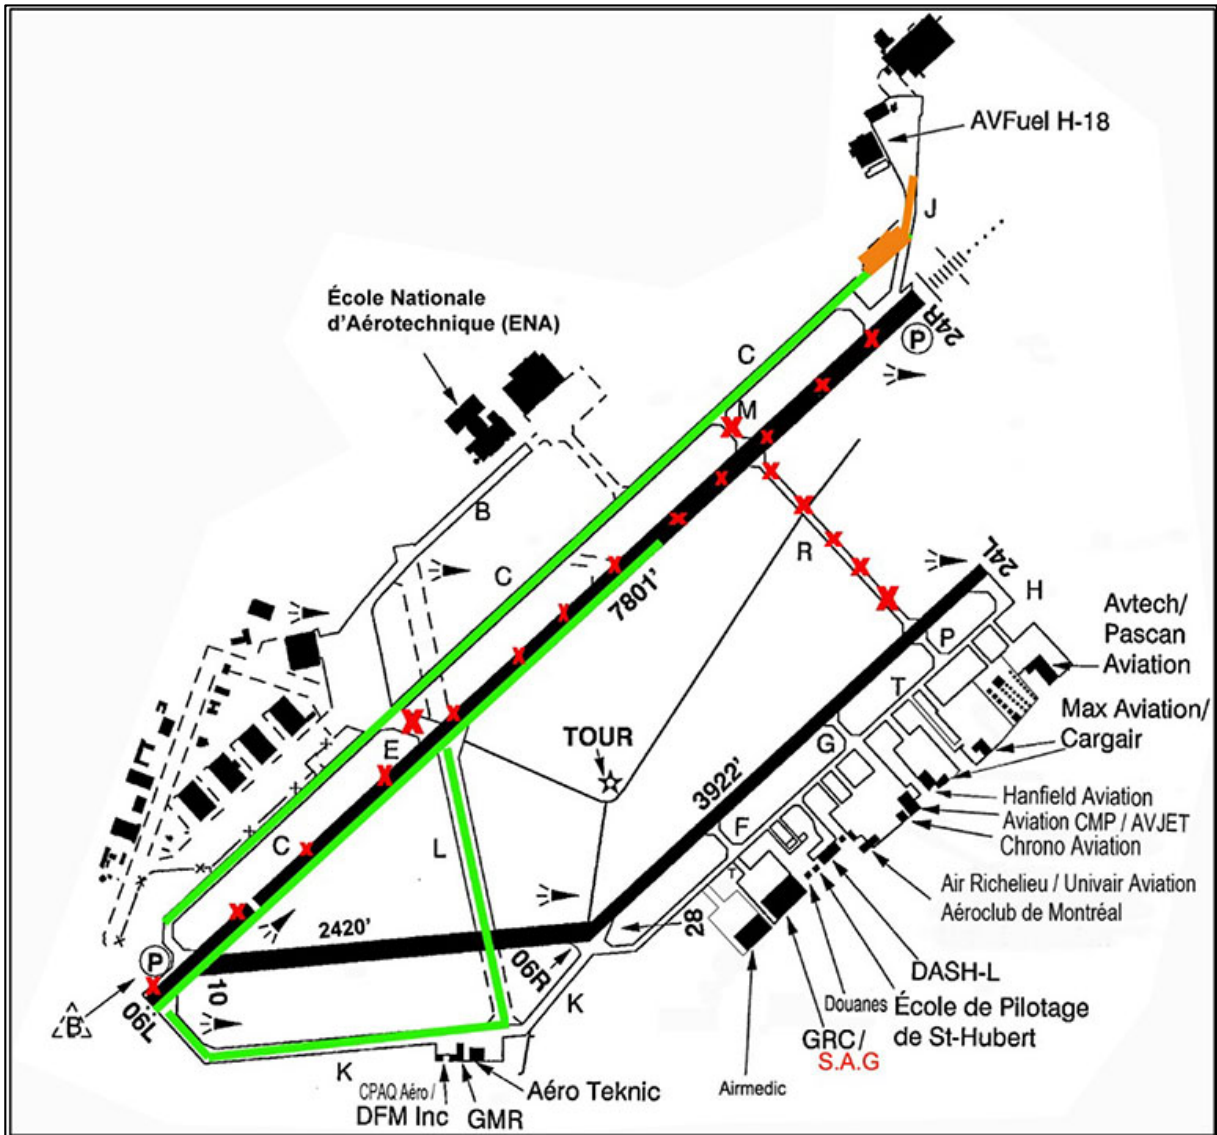 AVFuel H-18
J
École Nationale
d'Aérotechnique (ENA)
24R
P
C
M
B
C
R
7801'
24L
H
Avtech/
Pascan
Aviation
P
T
Max Aviation/
Cargair
E
TOUR
G
3922'
Hanfield Aviation
Aviation CMP / AVJET
Chrono Aviation
F
C
L
Air Richelieu / Univair Aviation
Aéroclub de Montréal
2420'
28
P
06R
DASH-L
10
K
Douanes
École de Pilotage
de St-Hubert
B
06L
GRC/
S.A.G
K
CPAQ Aéro /
DFM Inc
GMR
Aéro Teknic
Airmedic